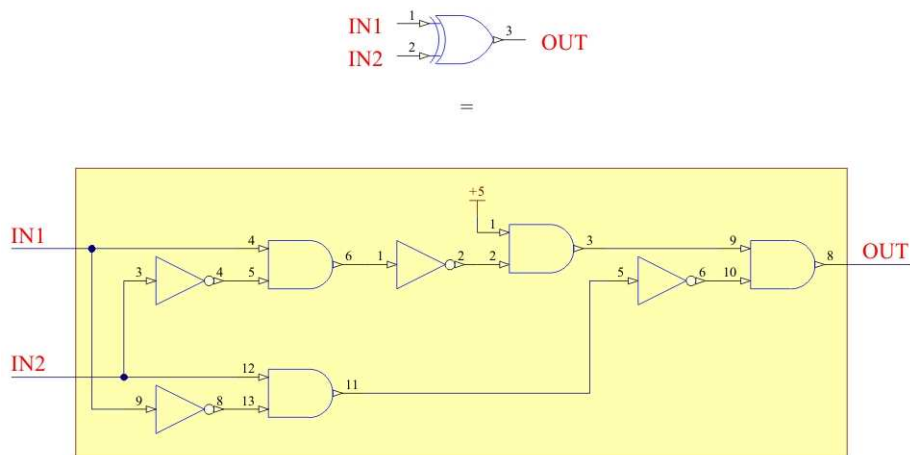 IN1 1
3 OUT
IN2 2
=
+5
1
IN1 4 3 9 OUT
6 1 2 2 8
3 4 5 5 6 10
IN2 12
11
9 8 13